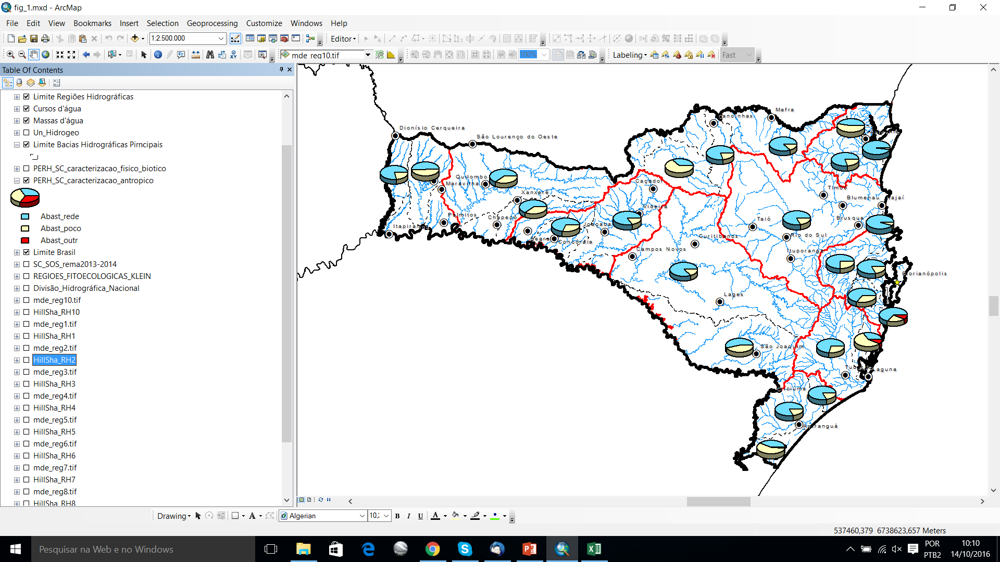 fig_1.mxd - ArcMap
File Edit View Bookmarks Insert Selection Geoprocessing Customize Windows Help
1:2.500.000 Editor
mde_reg10.tif 100% Labeling Fast
Table Of Contents
Limite Regiões Hidrográficas
Cursos d'água
Massas d'água
Un_Hidrogeo
Limite Bacias Hidrográficas Pirncipais
PERH_SC_caracterizacao_fisico_biotico
PERH_SC_caracterizacao_antropico
Abast_rede
Abast_poco
Abast_outr
Limite Brasil
SC_SOS_rema2013-2014
REGIOES_FITOECOLOGICAS_KLEIN
Divisão_Hidrográfica_Nacional
mde_reg10.tif
HillSha_RH10
mde_reg1.tif
HillSha_RH1
mde_reg2.tif
HillSha_RH2
mde_reg3.tif
HillSha_RH3
mde_reg4.tif
HillSha_RH4
mde_reg5.tif
HillSha_RH5
mde_reg6.tif
HillSha_RH6
mde_reg7.tif
HillSha_RH7
mde_reg8.tif
HillSha_RH8
Mafra
Dionísio Cerqueira
São Lourenço do Oeste
Quilombo
Maravilha
Caçador
Xanxerê
Timbó
Blumenau
Videira
Palmitos
Chapecó
Taió
Brusque
Itapiranga
Joaçaba
Curitibanos
Rio do Sul
Concórdia
Campos Novos
Ituporanga
Florianópolis
Lages
São Joaquim
Laguna
Criciúma
Araranguá
Drawing Algerian 10, B I U A
537460,379 6738623,657 Meters
Pesquisar na Web e no Windows
POR
PTB2
10:10
14/10/2016